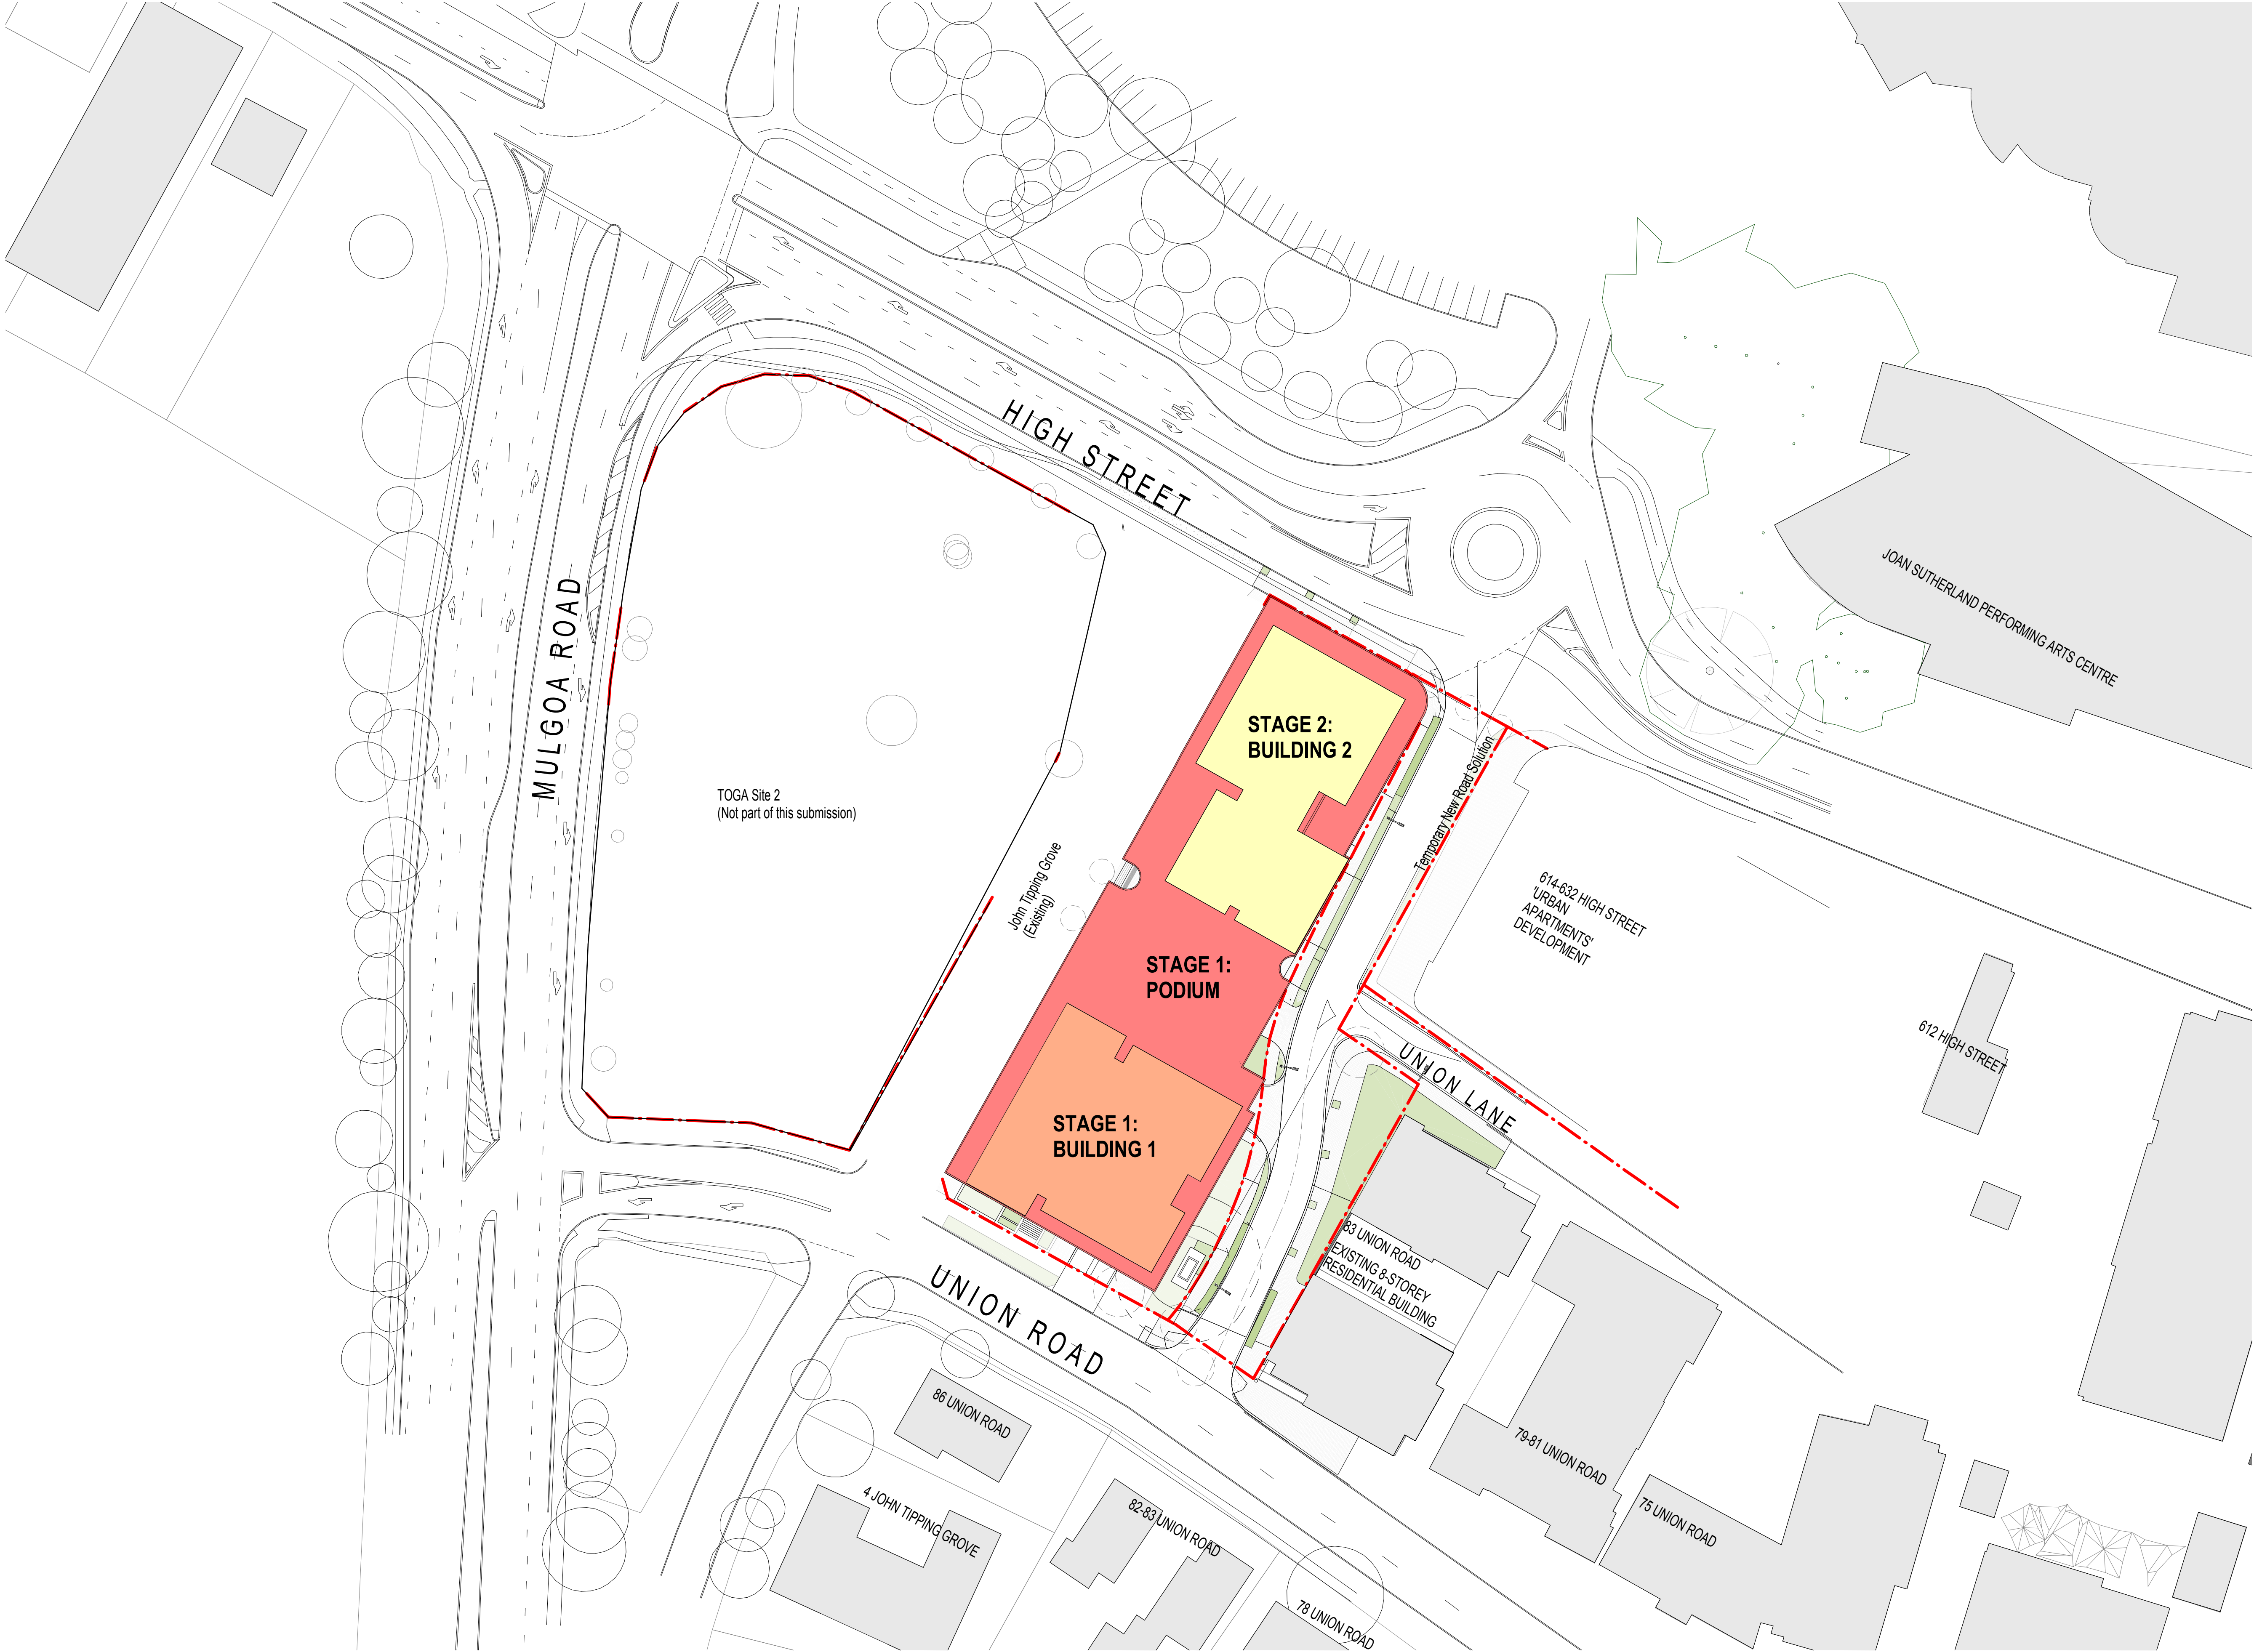 HIGH STREET
MULGOA ROAD
JOAN SUTHERLAND PERFORMING ARTS CENTRE
STAGE 2:
BUILDING 2
Temporary New Road Solution
TOGA Site 2
(Not part of this submission)
John Tipping Grove
(Existing)
614-632 HIGH STREET
'URBAN
APARTMENTS'
DEVELOPMENT
STAGE 1:
PODIUM
612 HIGH STREET
UNION LANE
STAGE 1:
BUILDING 1
83 UNION ROAD
EXISTING 8-STOREY
RESIDENTIAL BUILDING
UNION ROAD
86 UNION ROAD
79-81 UNION ROAD
75 UNION ROAD
4 JOHN TIPPING GROVE
82-83 UNION ROAD
78 UNION ROAD